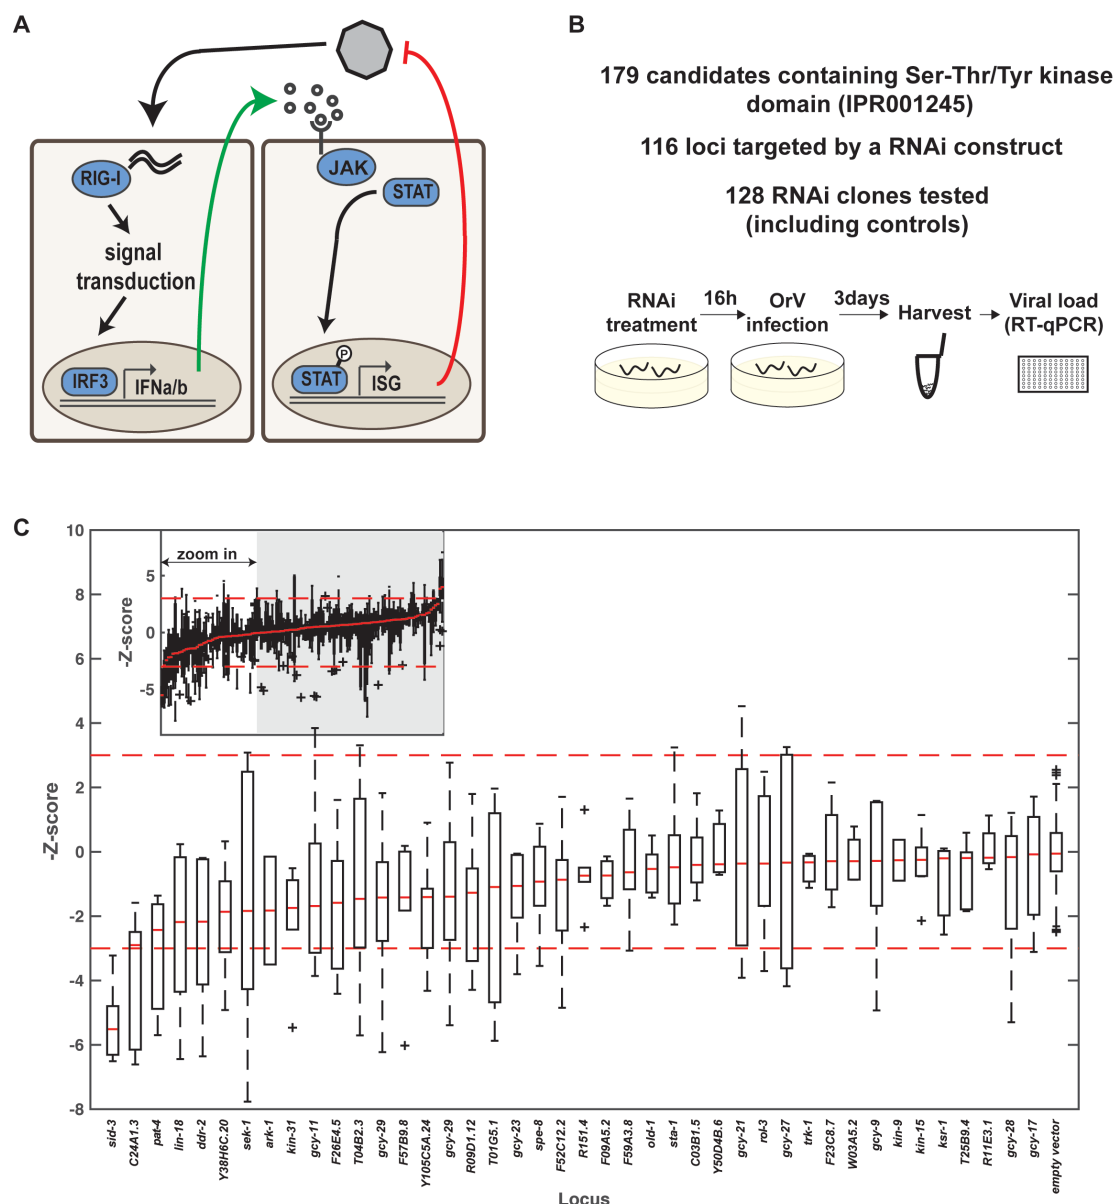 A
RIG-I
signal
transduction
IRF3
IFNa/b
JAK
STAT
P
STAT
ISG
B
179 candidates containing Ser-Thr/Tyr kinase
domain (IPR001245)
116 loci targeted by a RNAi construct
128 RNAi clones tested
(including controls)
RNAi
treatment
16h
OrV
infection
3days
Harvest
Viral load
(RT-qPCR)
C
10
8
6
4
2
0
-2
-4
-6
-8
-Z-score
zoom in
5
0
-5
-Z-score
sid-3
C24A1.3
pat-4
lin-18
ddr-2
Y38H6C.20
sek-1
ark-1
kin-31
gcy-11
F26E4.5
T04B2.3
gcy-29
F57B9.8
Y105C5A.24
gcy-29
R09D1.12
T01G5.1
gcy-23
spe-8
F52C12.2
R151.4
F09A5.2
F59A3.8
old-1
sta-1
C03B1.5
Y50D4B.6
gcy-21
rol-3
gcy-27
trk-1
F23C8.7
W03A5.2
gcy-9
kin-9
kin-15
ksr-1
T25B9.4
R11E3.1
gcy-28
gcy-17
empty vector
Locus